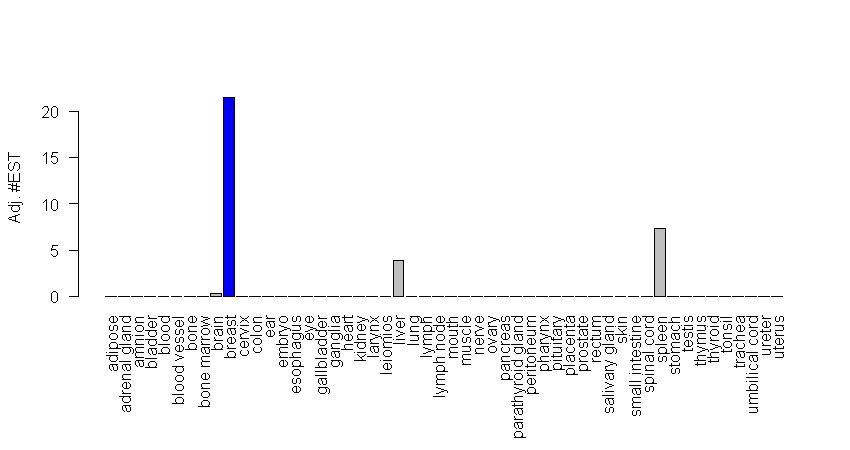 Adj. #EST
20
15
10
5
0
adipose
adrenal gland
amnion
bladder
blood
blood vessel
bone
bone marrow
brain
breast
cervix
colon
ear
embryo
esophagus
eye
gallbladder
ganglia
heart
kidney
larynx
leiomios
liver
lung
lymph
lymph node
mouth
muscle
nerve
ovary
pancreas
parathyroid gland
peritoneum
pharynx
pituitary
placenta
prostate
rectum
salivary gland
skin
small intestine
spinal cord
spleen
stomach
testis
thymus
thyroid
tonsil
trachea
umbilical cord
ureter
uterus